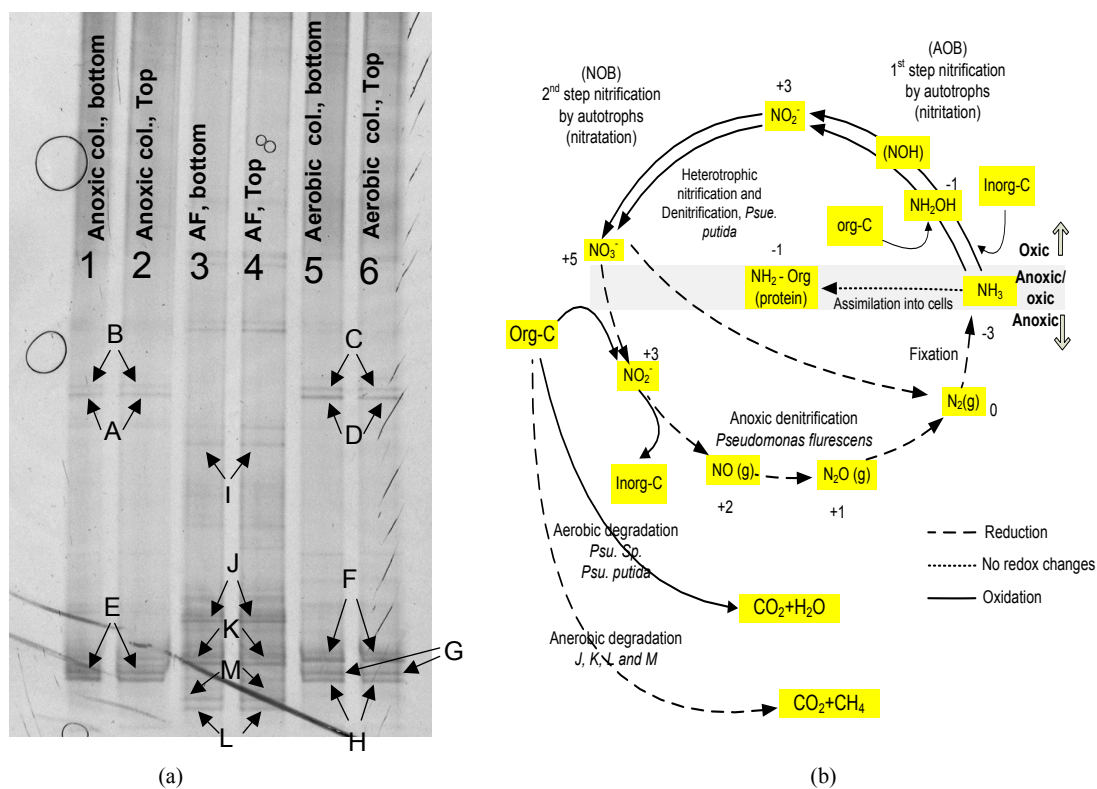 Anoxic col., bottom
Anoxic col., Top
AF, bottom
AF, Top
Aerobic col., bottom
Aerobic col., Top
1 2 3 4 5 6
B
C
A
D
I
J
F
E
K
G
M
L
H
(a)
(NOB)
2nd step nitrification
by autotrophs
(nitratation)
(AOB)
1st step nitrification
by autotrophs
(nitritation)
+3
NO2-
(NOH)
-1
NH2OH
Inorg-C
org-C
Heterotrophic
nitrification and
Denitrification, Psue.
putida
NO3-
+5
-1
NH2 - Org
(protein)
Assimilation into cells
NH3
-3
Oxic
Anoxic/
oxic
Anoxic
Org-C
+3
NO2-
Fixation
N2(g)
0
Anoxic denitrification
Pseudomonas flurescens
NO (g)
+2
N2O (g)
+1
Inorg-C
Aerobic degradation
Psu. Sp.
Psu. putida
Reduction
No redox changes
Oxidation
CO2+H2O
Anerobic degradation
J, K, L and M
CO2+CH4
(b)